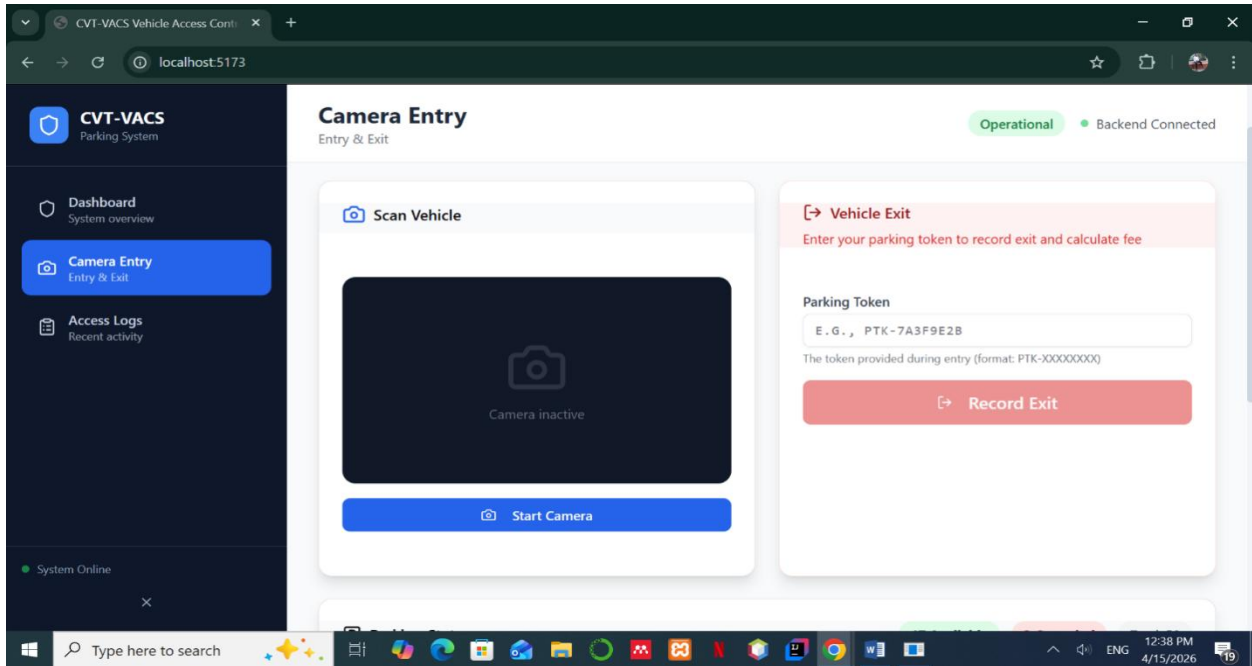 CVT-VACS Vehicle Access Cont
localhost:5173
CVT-VACS
Parking System
Dashboard
System overview
Camera Entry
Entry & Exit
Access Logs
Recent activity
System Online
Camera Entry
Entry & Exit
Operational
Backend Connected
Scan Vehicle
Camera inactive
Start Camera
Vehicle Exit
Enter your parking token to record exit and calculate fee
Parking Token
E.G., PTK-7A3F9E2B
The token provided during entry (format: PTK-XXXXXXXX)
Record Exit
Type here to search
ENG
12:38 PM
4/15/2026
19